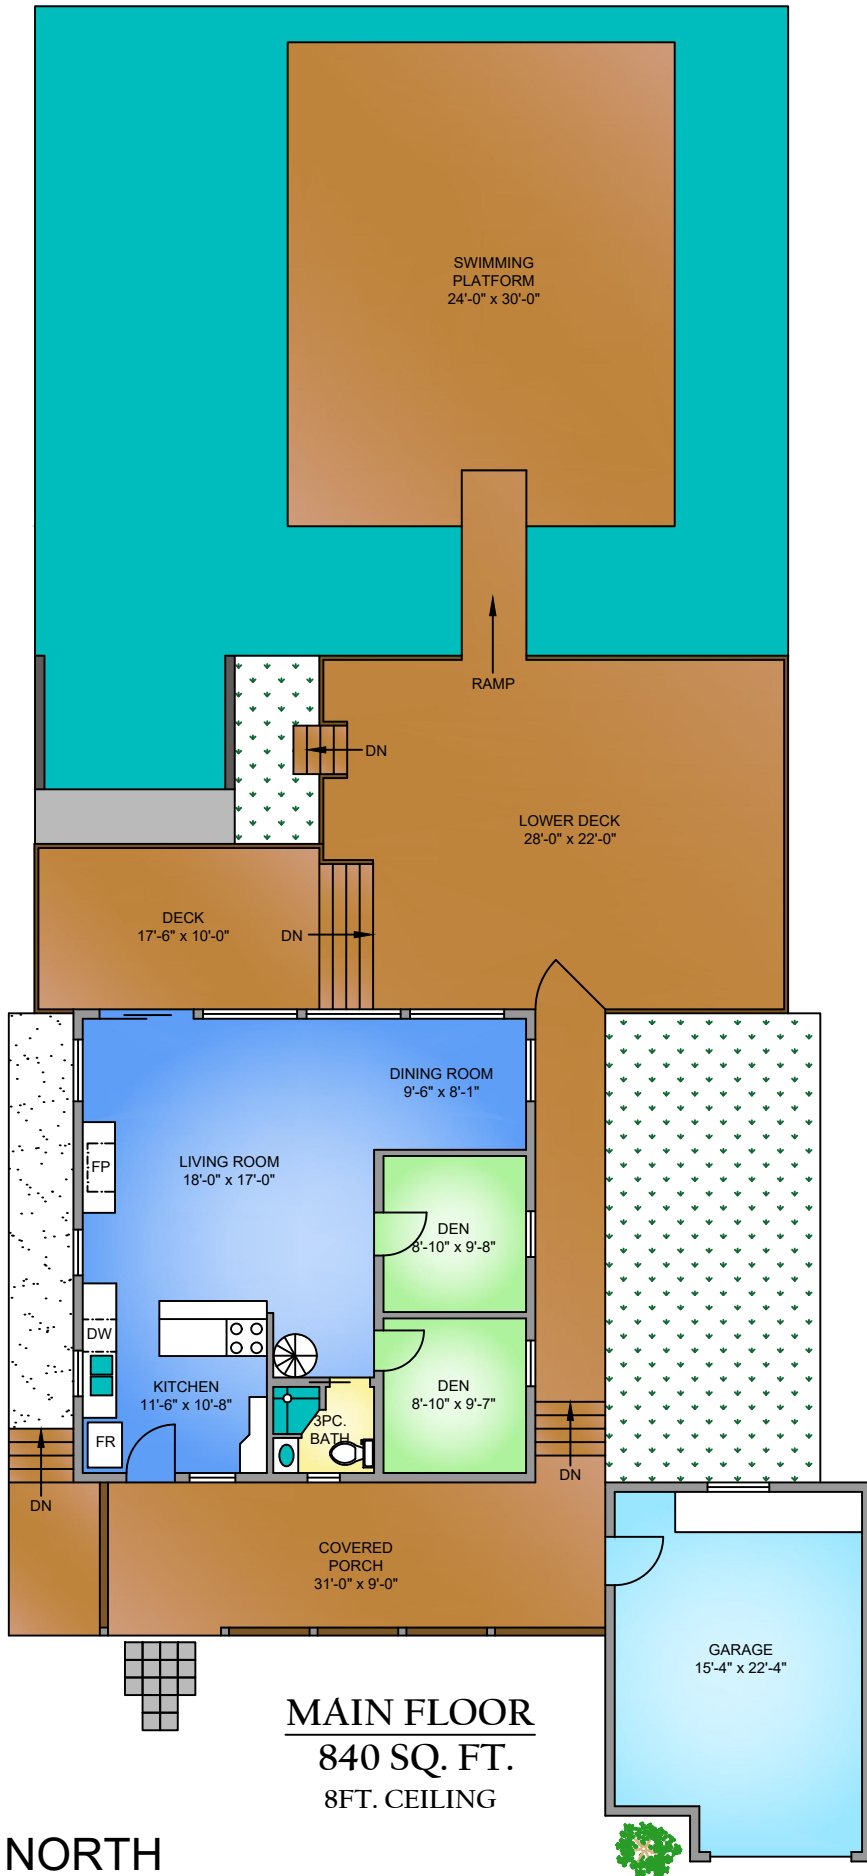 SWIMMING
PLATFORM
24'-0" x 30'-0"
RAMP
DN
LOWER DECK
28'-0" x 22'-0"
DECK
17'-6" x 10'-0"
DN
DINING ROOM
9'-6" x 8'-1"
FP
LIVING ROOM
18'-0" x 17'-0"
DEN
8'-10" x 9'-8"
DW
KITCHEN
11'-6" x 10'-8"
DEN
8'-10" x 9'-7"
3PC.
BATH
FR
DN
DN
COVERED
PORCH
31'-0" x 9'-0"
GARAGE
15'-4" x 22'-4"
MAIN FLOOR
840 SQ. FT.
8FT. CEILING
NORTH